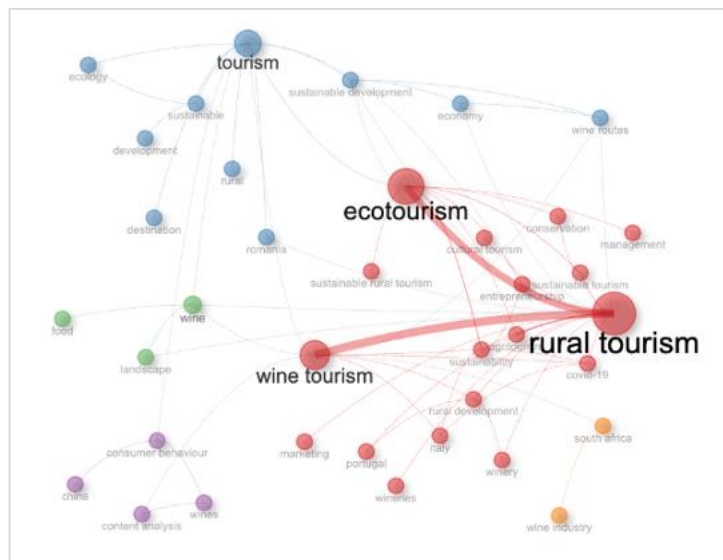 tourism
ecology
sustainable development
sustainable
economy
wine routes
development
rural
ecotourism
destination
conservation
management
romania
cultural tourism
sustainable rural tourism
sustainable tourism
entrepreneurship
wine
food
rural tourism
landscape
sustainability
wine tourism
covid-19
rural development
south africa
consumer behaviour
marketing
portugal
italy
winery
china
wineries
content analysis
wines
wine industry